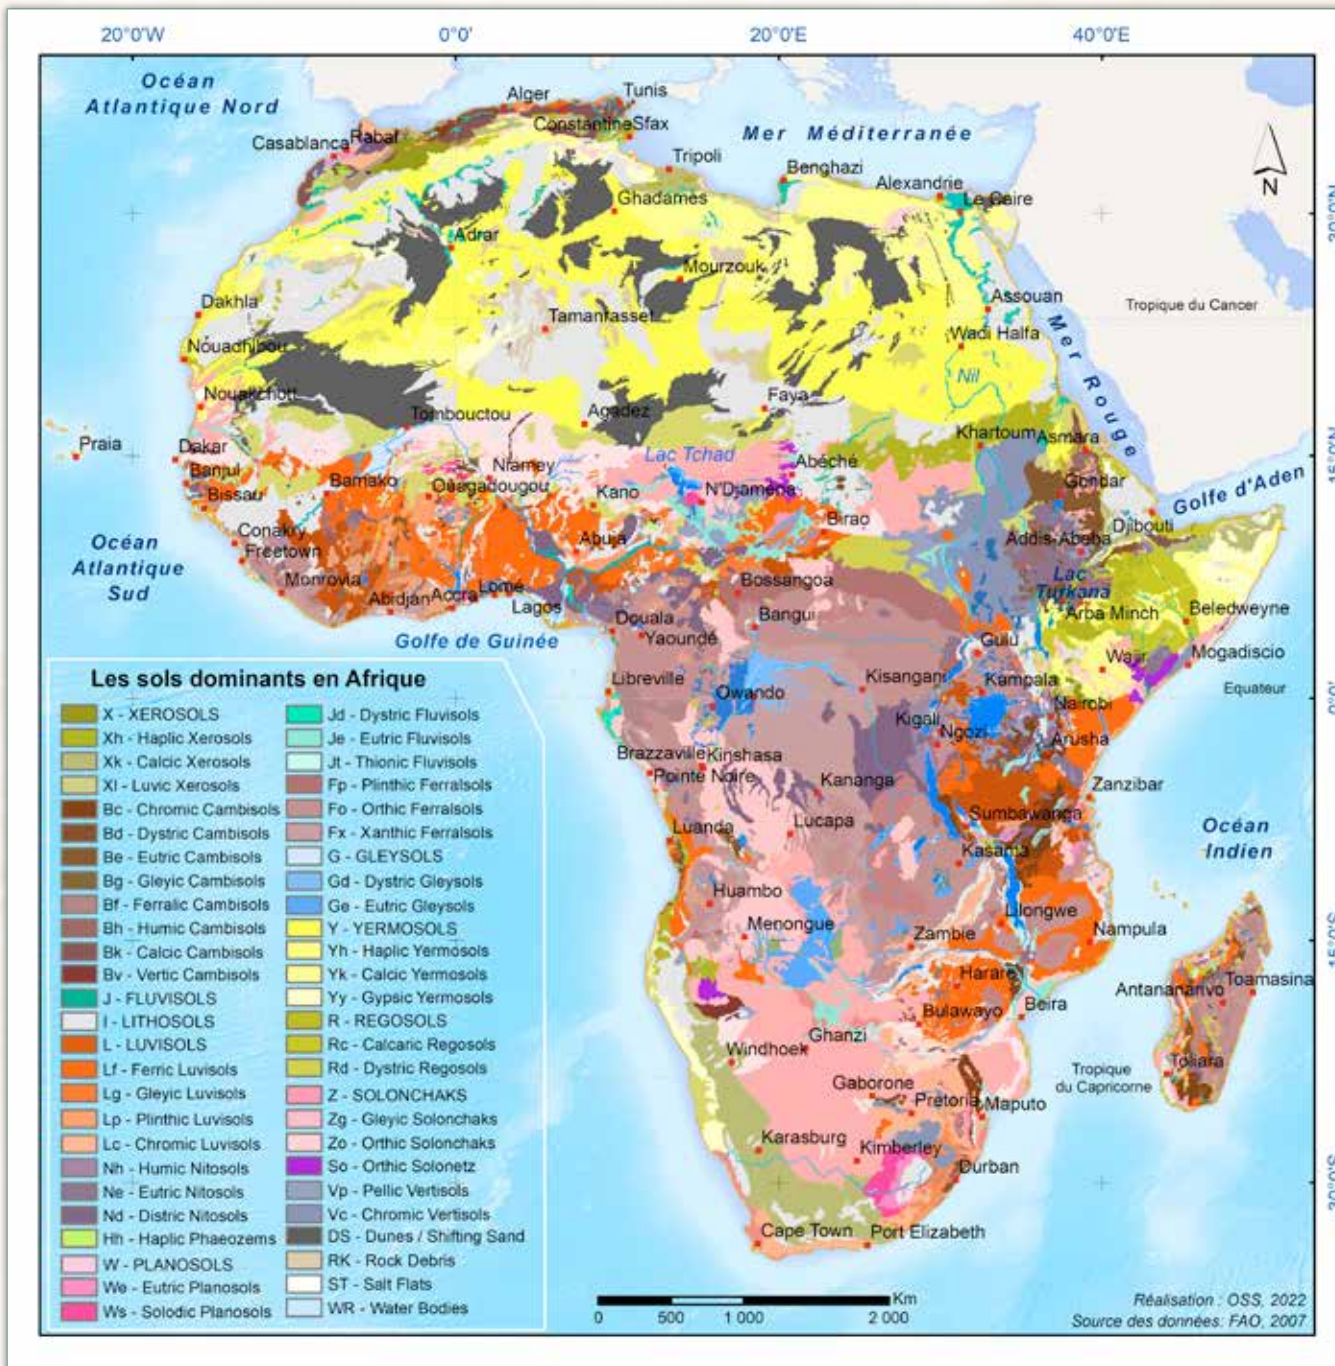 20°0'W 0°0' 20°0'E 40°0'E
Océan
Atlantique Nord
Alger
Tunis
Constantine
Sfax
Casablanca
Rabat
Mer Méditerranée
Tripoli
Benghazi
Alexandrie
Le Caire
N
30°0'N
Ghadames
Adrar
Mourzouk
Assouan
Tropique du Cancer
Dakhla
Tamanrasset
Wadi Halfa
Mer Rouge
Nouadhibou
Nil
Nouakchott
Tombouctou
Agadez
Faya
Khartoum
Asmara
Praia
Dakar
Lac Tchad
Abéché
15°0'N
Banjul
Niamey
Bissau
Bamako
Ouagadougou
Kano
N'Djaména
Gondar
Golfe d'Aden
Birao
Djibouti
Conakry
Freetown
Abuja
Addis-Abeba
Océan
Atlantique
Sud
Lac
Turkana
Monrovia
Abidjan
Accra
Lomé
Lagos
Bossangoa
Arba Minch
Beledweyne
Douala
Bangui
Golfe de Guinée
Yaoundé
Gulu
Wajir
Mogadiscio
Libreville
Owando
Kisangani
Kampala
Equateur
0°0'
Nairobi
Kigali
Ngozi
Arusha
Brazzaville
Kinshasa
Pointe Noire
Kananga
Zanzibar
Sumbawanga
Luanda
Lucapa
Océan
Indien
Kasama
Huambo
Lilongwe
Menongue
Zambie
Nampula
15°0'S
Harare
Antananarivo
Toamasina
Beira
Bulawayo
Ghanzi
Windhoek
Tropique
du Capricorne
Toliara
Gaborone
Pretoria
Maputo
Karasburg
Kimberley
Durban
30°0'S
Cape Town
Port Elizabeth
Les sols dominants en Afrique
X - XEROSOLS
Xh - Haplic Xerosols
Xk - Calcic Xerosols
Xl - Luvic Xerosols
Bc - Chromic Cambisols
Bd - Dystric Cambisols
Be - Eutric Cambisols
Bg - Gleyic Cambisols
Bf - Ferralic Cambisols
Bh - Humic Cambisols
Bk - Calcic Cambisols
Bv - Vertic Cambisols
J - FLUVISOLS
I - LITHOSOLS
L - LUVISOLS
Lf - Ferric Luvisols
Lg - Gleyic Luvisols
Lp - Plinthic Luvisols
Lc - Chromic Luvisols
Nh - Humic Nitosols
Ne - Eutric Nitosols
Nd - Distric Nitosols
Hh - Haplic Phaeozems
W - PLANOSOLS
We - Eutric Planosols
Ws - Solodic Planosols
Jd - Dystric Fluvisols
Je - Eutric Fluvisols
Jt - Thionic Fluvisols
Fp - Plinthic Ferralsols
Fo - Orthic Ferralsols
Fx - Xanthic Ferralsols
G - GLEYSOLS
Gd - Dystric Gleysols
Ge - Eutric Gleysols
Y - YERMOSOLS
Yh - Haplic Yermosols
Yk - Calcic Yermosols
Yy - Gypsic Yermosols
R - REGOSOLS
Rc - Calcaric Regosols
Rd - Dystric Regosols
Z - SOLONCHAKS
Zg - Gleyic Solonchaks
Zo - Orthic Solonchaks
So - Orthic Solonetz
Vp - Pellic Vertisols
Vc - Chromic Vertisols
DS - Dunes / Shifting Sand
RK - Rock Debris
ST - Salt Flats
WR - Water Bodies
Km
0 500 1 000 2 000
Réalisation : OSS, 2022
Source des données: FAO, 2007